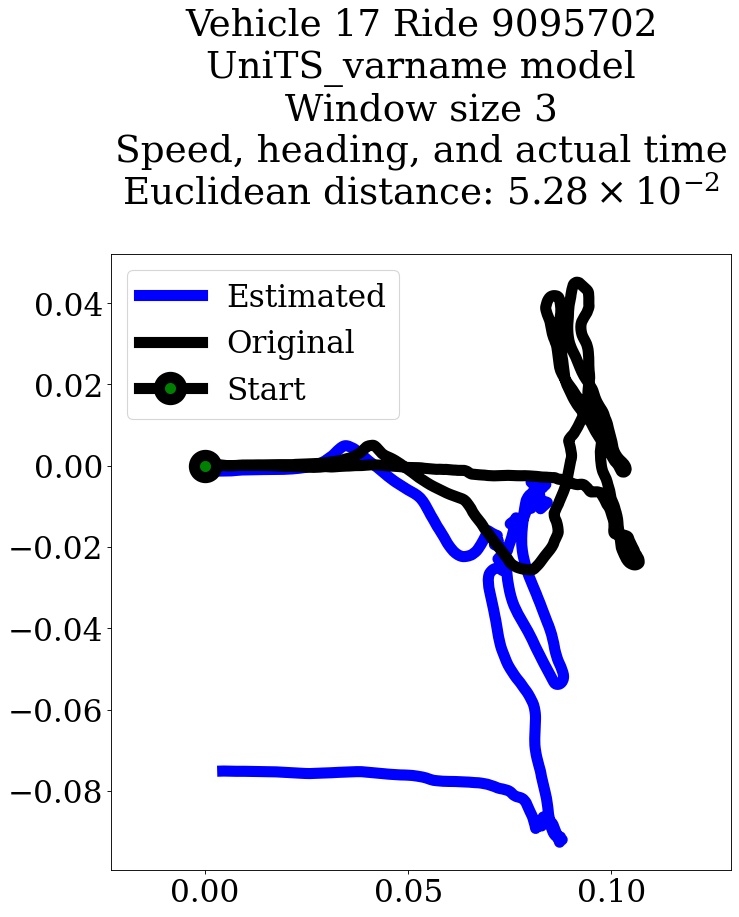 Vehicle 17 Ride 9095702
UniTS_varname model
Window size 3
Speed, heading, and actual time
Euclidean distance: 5.28 × 10⁻²
Estimated
Original
Start
0.04
0.02
0.00
−0.02
−0.04
−0.06
−0.08
0.00 0.05 0.10